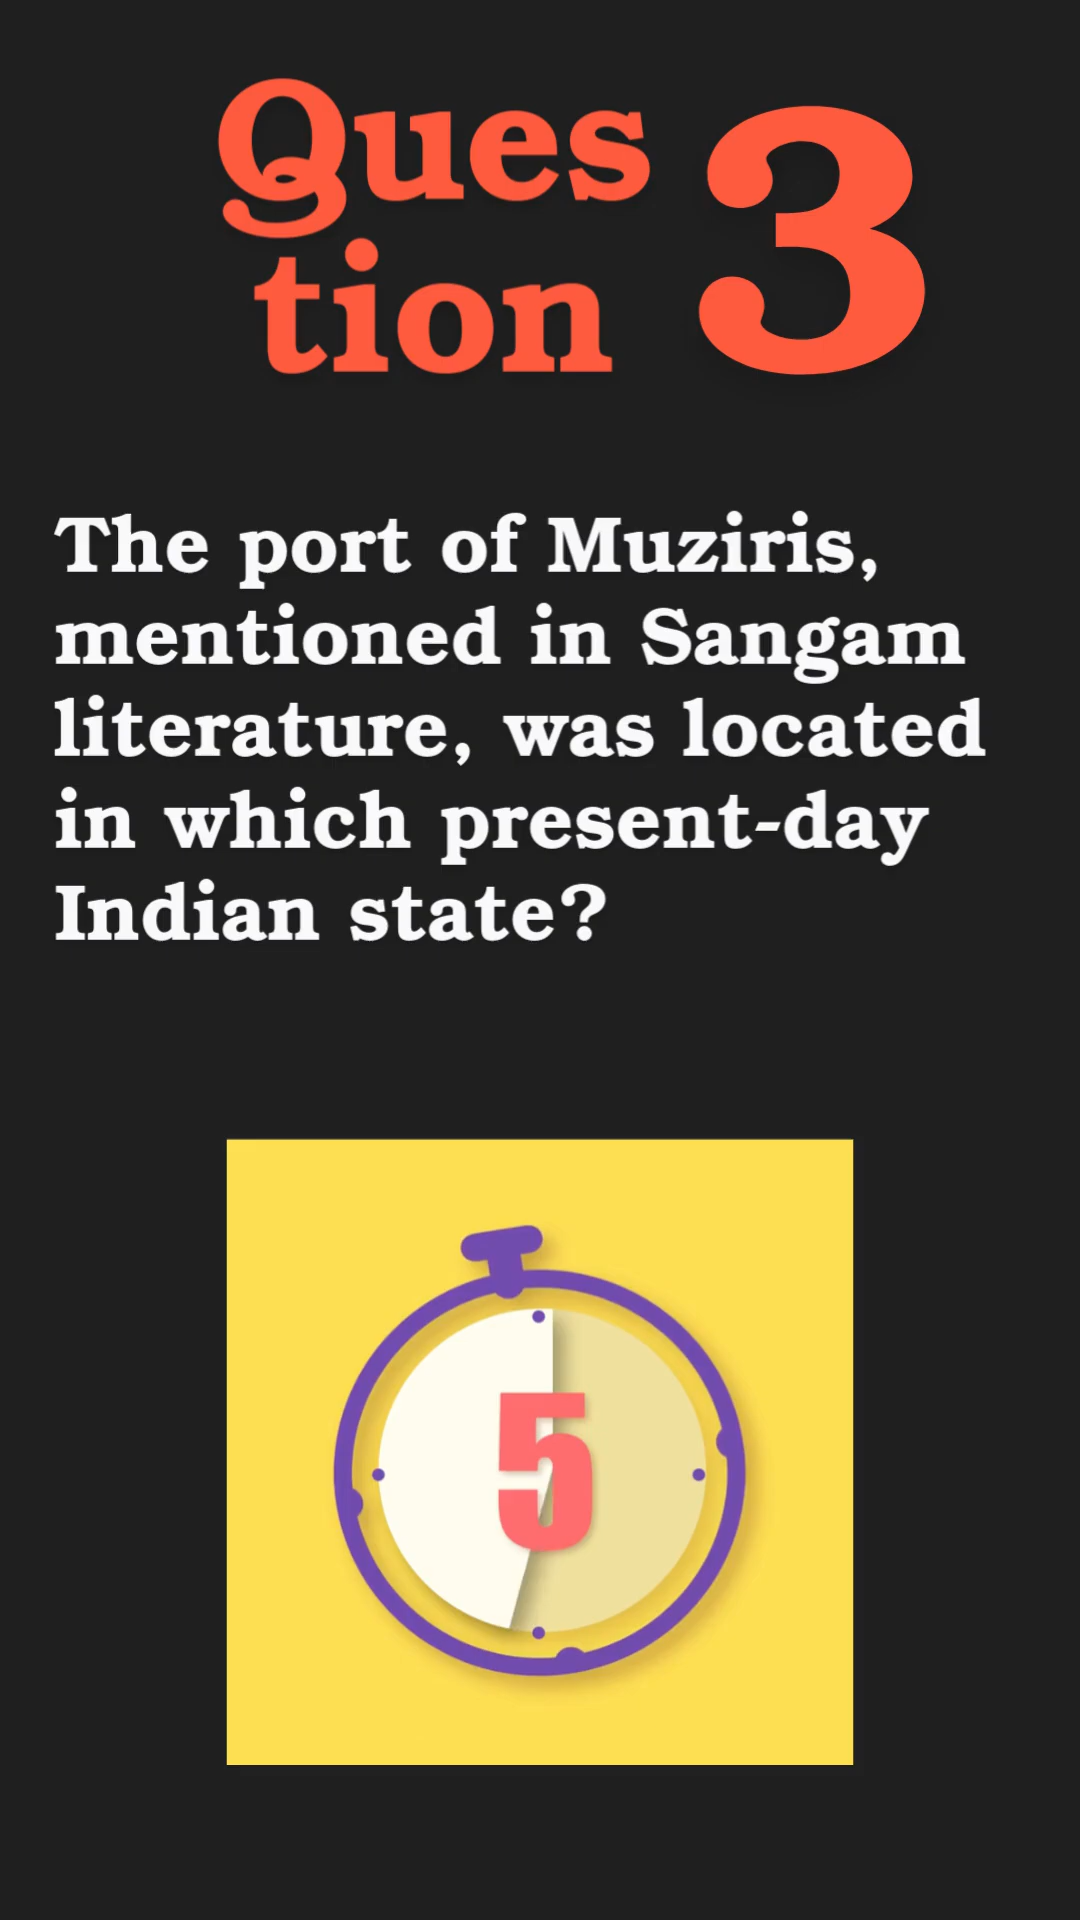 Ques
tion
3
The port of Muziris,
mentioned in Sangam
literature, was located
in which present-day
Indian state?
5